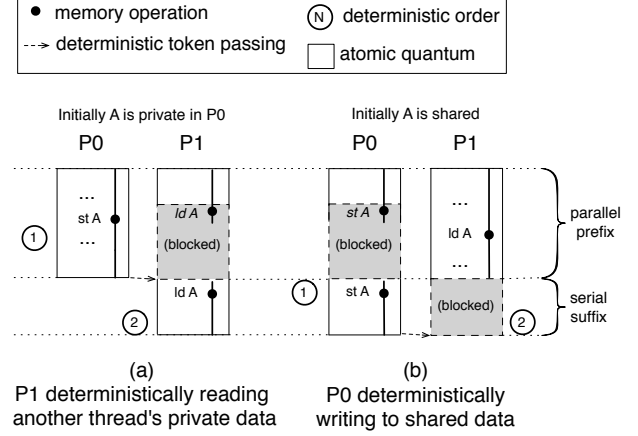 memory operation
N deterministic order
deterministic token passing
atomic quantum
Initially A is private in P0
P0 P1
...
st A
...
ld A
(blocked)
ld A
1
2
(a)
P1 deterministically reading
another thread's private data
Initially A is shared
P0 P1
st A
(blocked)
st A
...
ld A
...
(blocked)
1
2
parallel
prefix
serial
suffix
(b)
P0 deterministically
writing to shared data